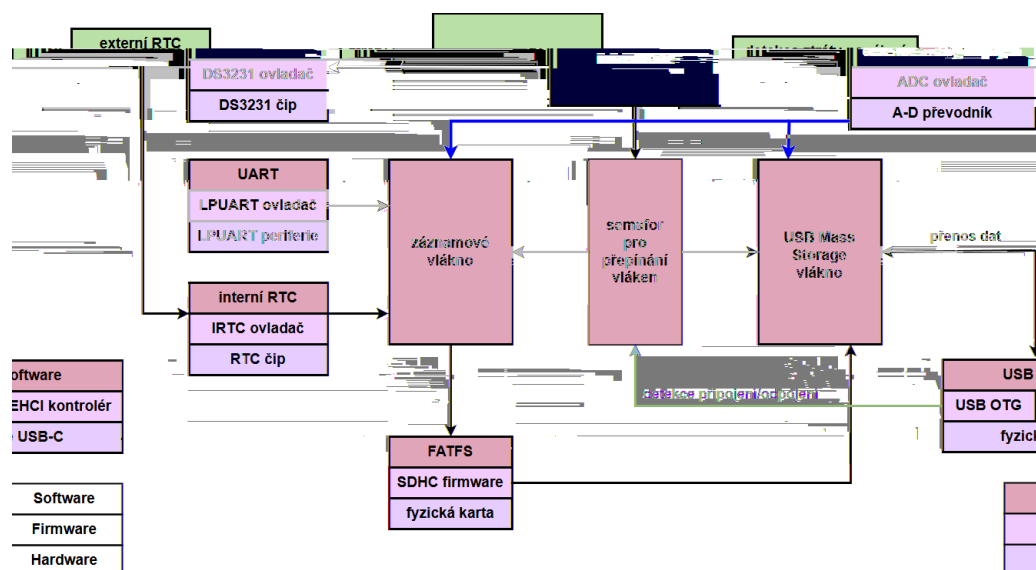 externí RTC
DS3231 ovladač
DS3231 čip
ADC ovladač
A-D převodník
UART
LPUART ovladač
LPUART periferie
záznamové
vlákno
semafor
pro
přepínání
vláken
USB Mass
Storage
vlákno
přenos dat
interní RTC
IRTC ovladač
RTC čip
oftware
EHCI kontrolér
USB-C
USB
USB OTG
fyzick
detekce připojení/odpojení
FATFS
SDHC firmware
fyzická karta
Software
Firmware
Hardware